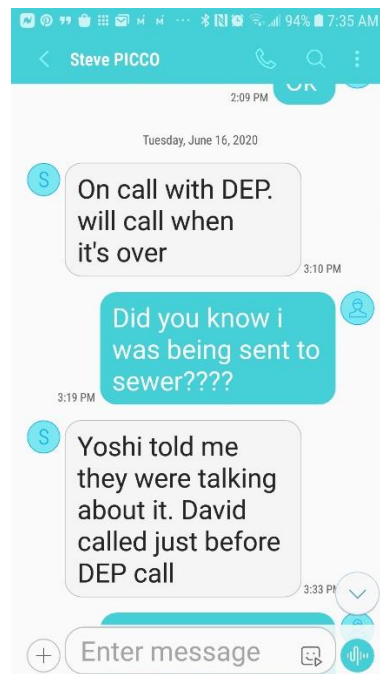 94% 7:35 AM
Steve PICCO
OK
2:09 PM
Tuesday, June 16, 2020
S
On call with DEP.
will call when
it's over
3:10 PM
Did you know i
was being sent to
sewer????
3:19 PM
S
Yoshi told me
they were talking
about it. David
called just before
DEP call
3:33 PM
Enter message